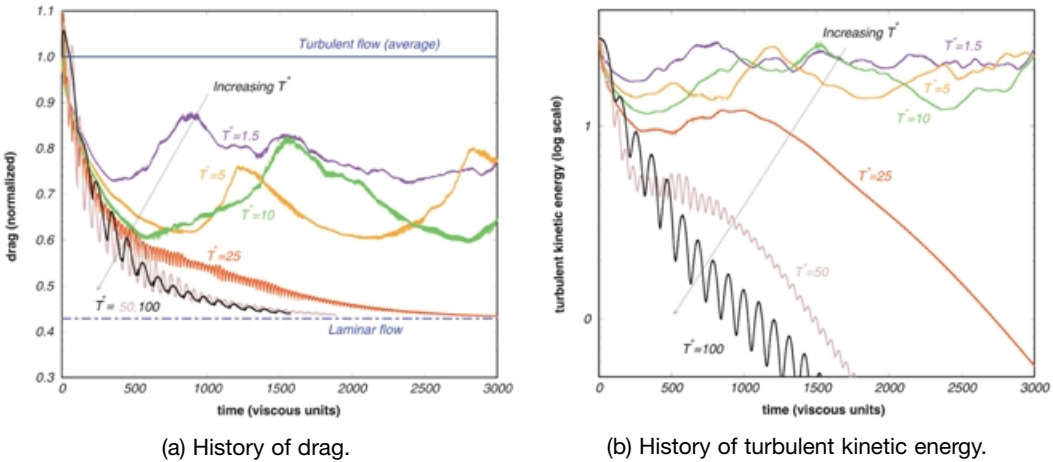 1.1
1.0
0.9
0.8
0.7
0.6
0.5
0.4
0.3
drag (normalized)
Turbulent flow (average)
Increasing T*
T*=1.5
T*=5
T*=10
T*=25
T*= 50,100
Laminar flow
0 500 1000 1500 2000 2500 3000
time (viscous units)
(a) History of drag.
1
0
turbulent kinetic energy (log scale)
Increasing T*
T*=1.5
T*=5
T*=10
T*=25
T*=50
T*=100
0 500 1000 1500 2000 2500 3000
time (viscous units)
(b) History of turbulent kinetic energy.